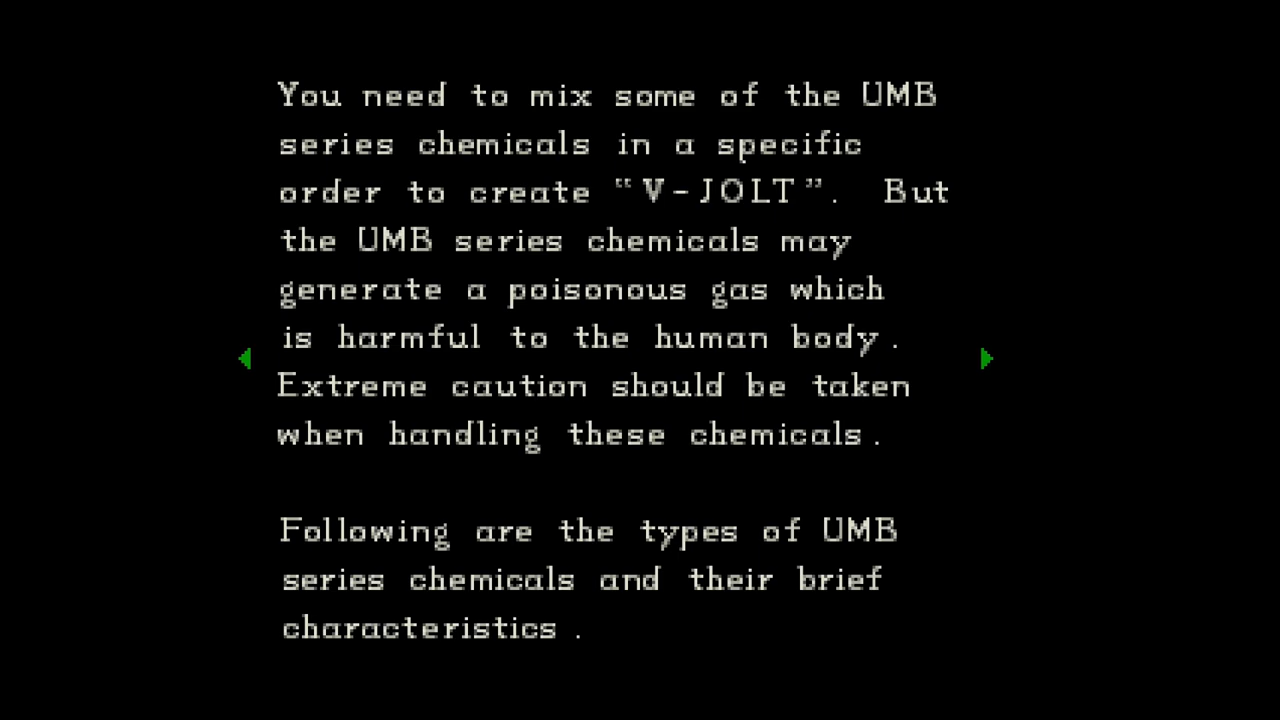 You need to mix some of the UMB
series chemicals in a specific
order to create “V-JOLT”. But
the UMB series chemicals may
generate a poisonous gas which
is harmful to the human body.
Extreme caution should be taken
when handling these chemicals.
Following are the types of UMB
series chemicals and their brief
characteristics.